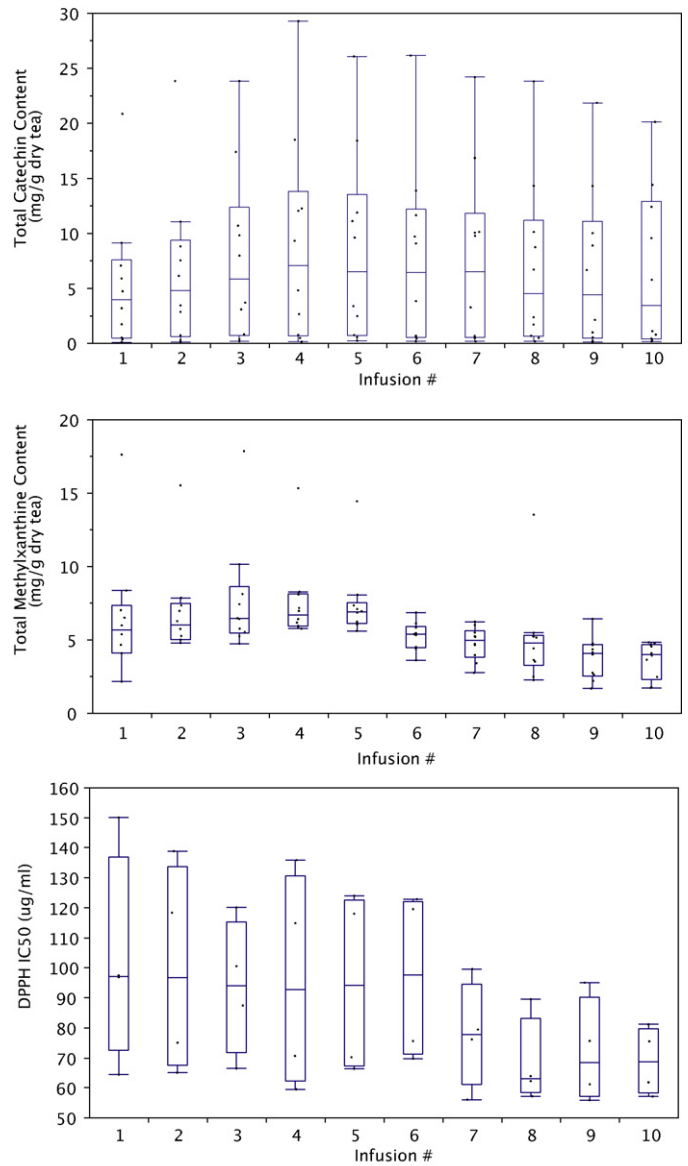 Total Catechin Content
(mg/g dry tea)
30
25
20
15
10
5
0
1 2 3 4 5 6 7 8 9 10
Infusion #
Total Methylxanthine Content
(mg/g dry tea)
20
15
10
5
0
1 2 3 4 5 6 7 8 9 10
Infusion #
DPPH IC50 (ug/ml)
160
150
140
130
120
110
100
90
80
70
60
50
1 2 3 4 5 6 7 8 9 10
Infusion #